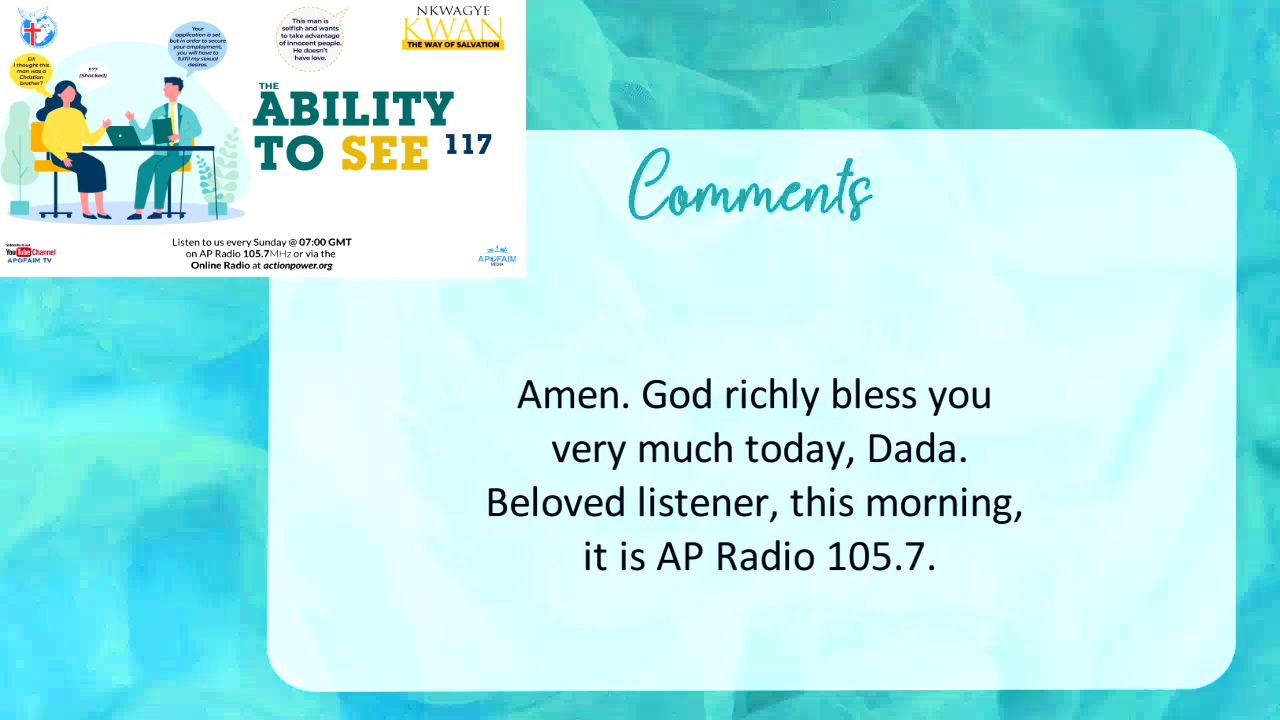 Your
application is set
but in order to secure
your employment,
you will have to
fulfil my sexual
desires.
Eii!
I thought this
man was a
Christian
brother?
!!???
(Shocked)
This man is
selfish and wants
to take advantage
of innocent people.
He doesn't
have love.
NKWAGYE
KWAN
THE WAY OF SALVATION
THE
ABILITY
TO SEE 117
Listen to us every Sunday @ 07:00 GMT
on AP Radio 105.7MHz or via the
Online Radio at actionpower.org
Subscribe to our
YouTube Channel
APOFAIM TV
APOFAIM
MEDIA
Comments
Amen. God richly bless you
very much today, Dada.
Beloved listener, this morning,
it is AP Radio 105.7.